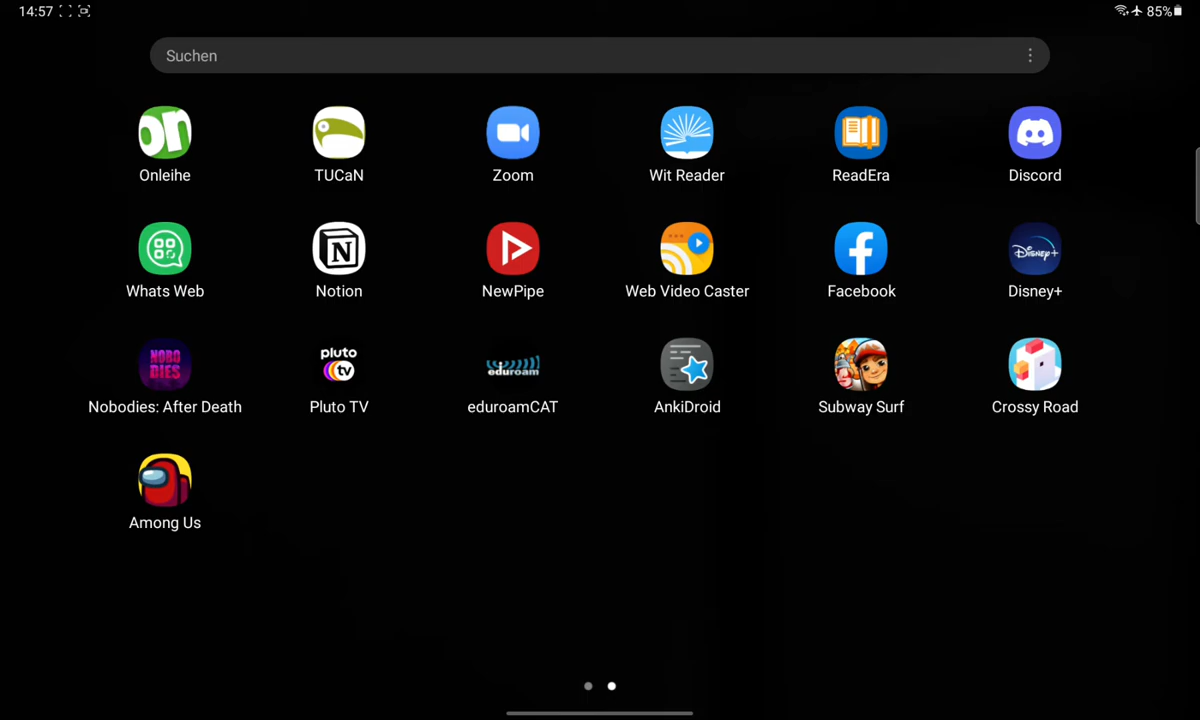 14:57 85%
Suchen
on
Onleihe TUCaN Zoom Wit Reader ReadEra Discord
N Disney+
Whats Web Notion NewPipe Web Video Caster Facebook Disney+
NOBODIES pluto tv eduroam
Nobodies: After Death Pluto TV eduroamCAT AnkiDroid Subway Surf Crossy Road
Among Us